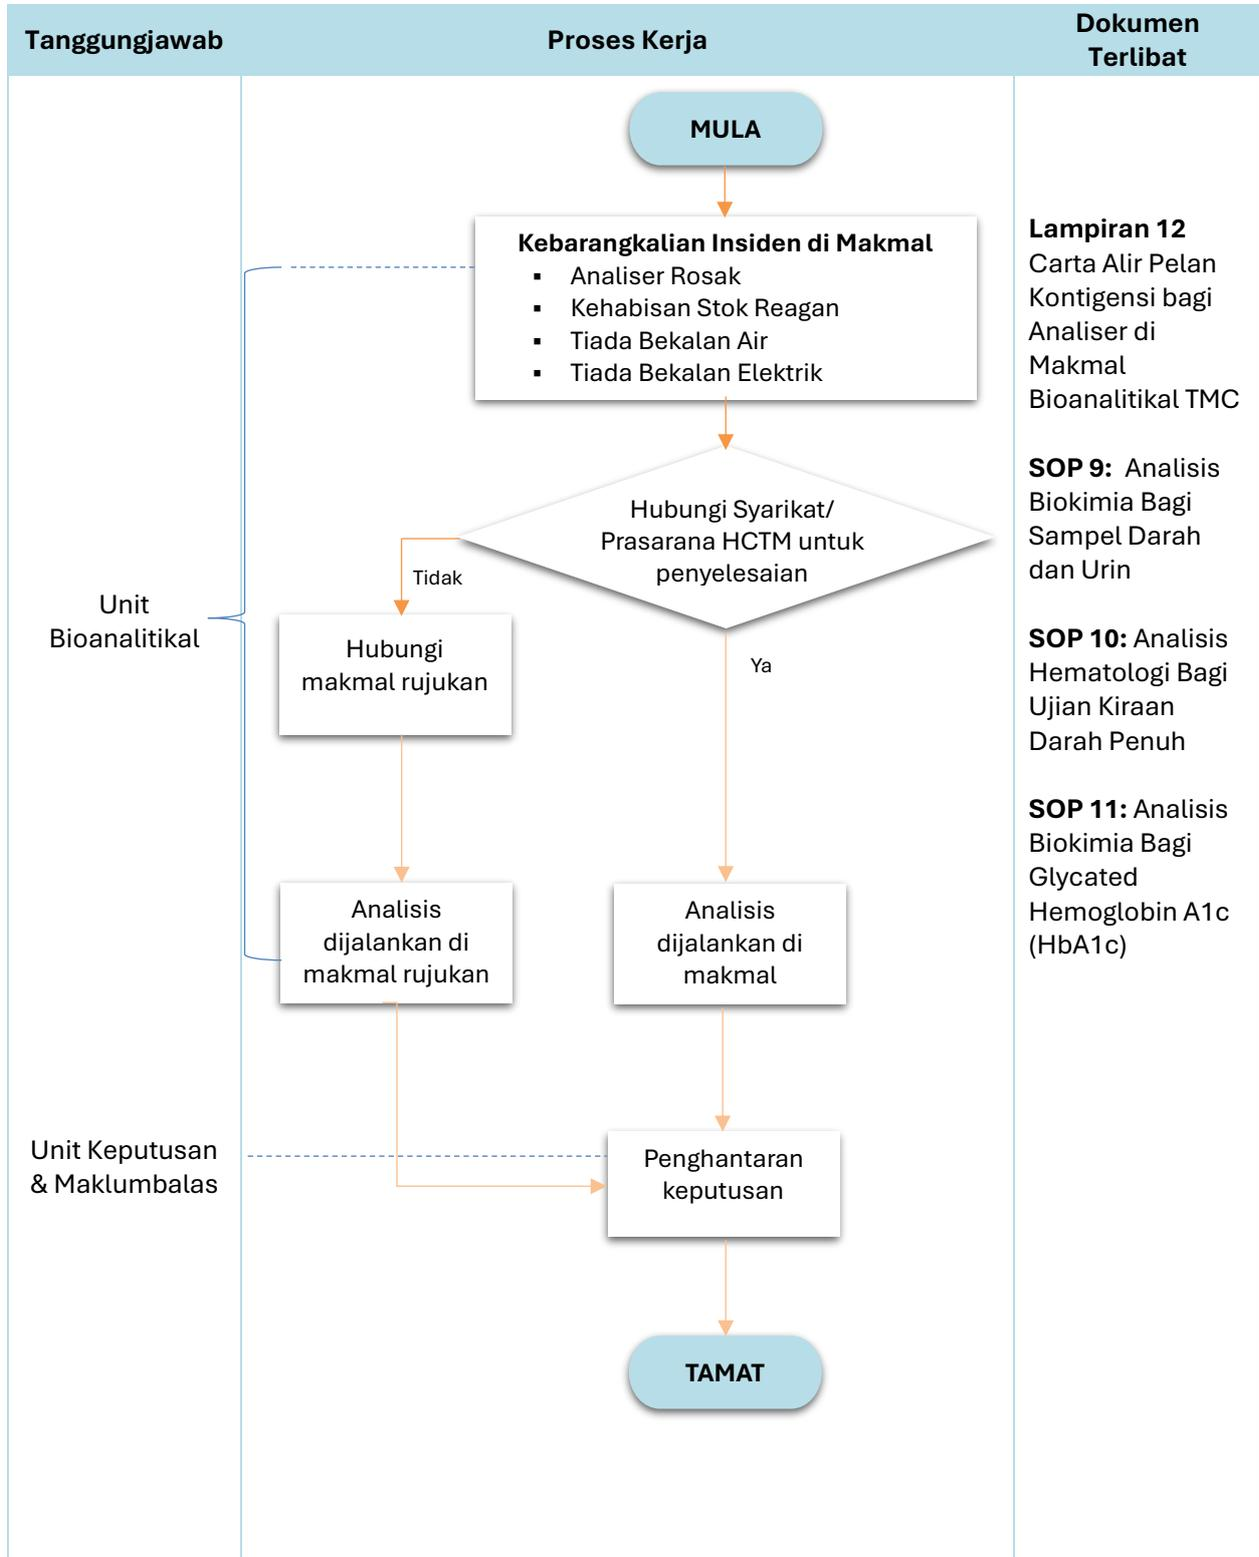 Tanggungjawab
Proses Kerja
Dokumen
Terlibat
MULA
Kebarangkalian Insiden di Makmal
▪ Analiser Rosak
▪ Kehabisan Stok Reagan
▪ Tiada Bekalan Air
▪ Tiada Bekalan Elektrik
Hubungi Syarikat/
Prasarana HCTM untuk
penyelesaian
Tidak
Ya
Unit
Bioanalitikal
Hubungi
makmal rujukan
Analisis
dijalankan di
makmal rujukan
Analisis
dijalankan di
makmal
Unit Keputusan
& Maklumbalas
Penghantaran
keputusan
TAMAT
Lampiran 12
Carta Alir Pelan
Kontigensi bagi
Analiser di
Makmal
Bioanalitikal TMC
SOP 9: Analisis
Biokimia Bagi
Sampel Darah
dan Urin
SOP 10: Analisis
Hematologi Bagi
Ujian Kiraan
Darah Penuh
SOP 11: Analisis
Biokimia Bagi
Glycated
Hemoglobin A1c
(HbA1c)